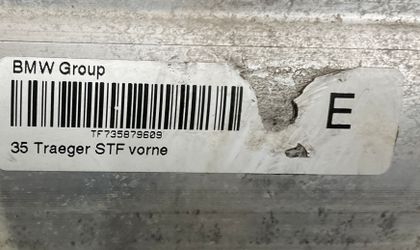 BMW Group
E
TF735879609
35 Traeger STF vorne